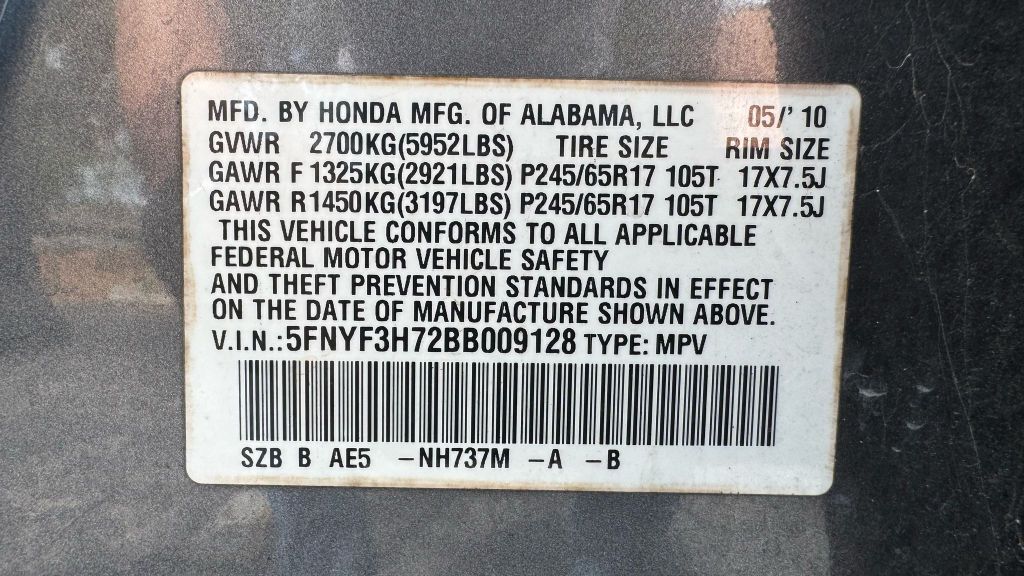 MFD. BY HONDA MFG. OF ALABAMA, LLC 05/' 10
GVWR 2700KG(5952LBS) TIRE SIZE RIM SIZE
GAWR F 1325KG(2921LBS) P245/65R17 105T 17X7.5J
GAWR R1450KG(3197LBS) P245/65R17 105T 17X7.5J
THIS VEHICLE CONFORMS TO ALL APPLICABLE
FEDERAL MOTOR VEHICLE SAFETY
AND THEFT PREVENTION STANDARDS IN EFFECT
ON THE DATE OF MANUFACTURE SHOWN ABOVE.
V.I.N.:5FNYF3H72BB009128 TYPE: MPV
SZB B AE5 -NH737M -A -B